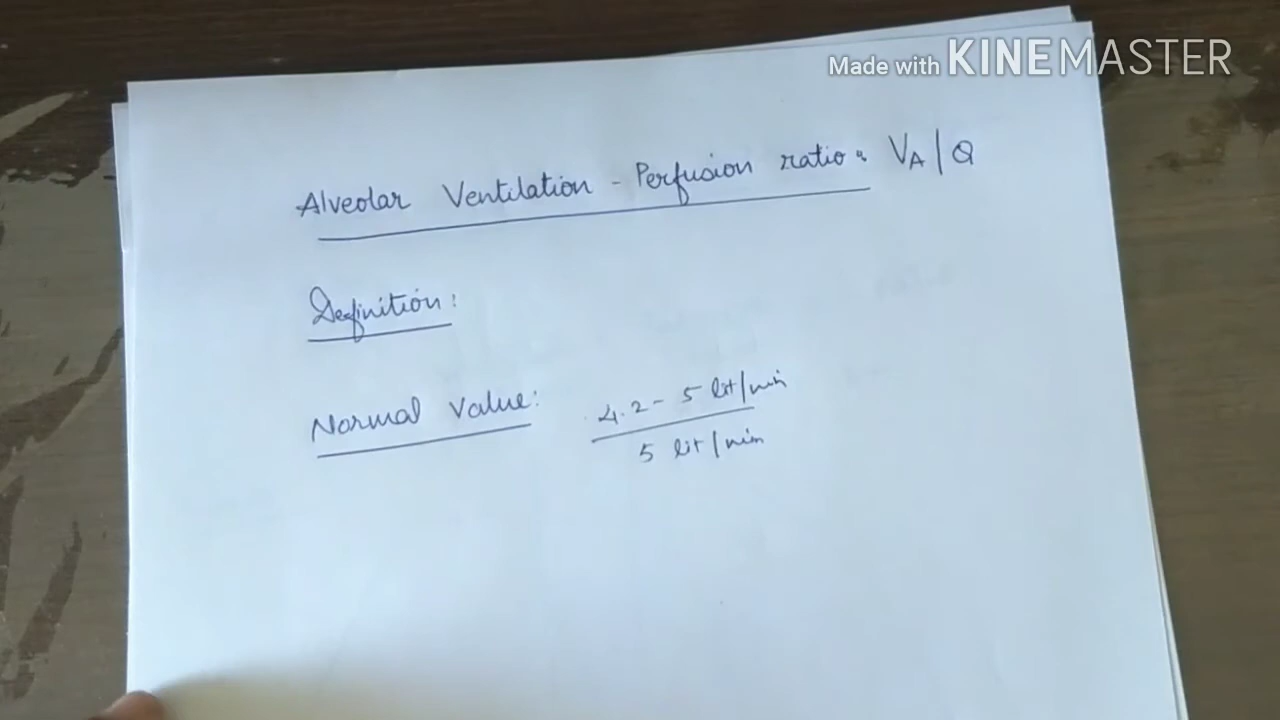 Made with KINEMASTER
Alveolar Ventilation - Perfusion ratio: VA/Q
Definition:
Normal Value:
4.2 - 5 lit/min
5 lit/min